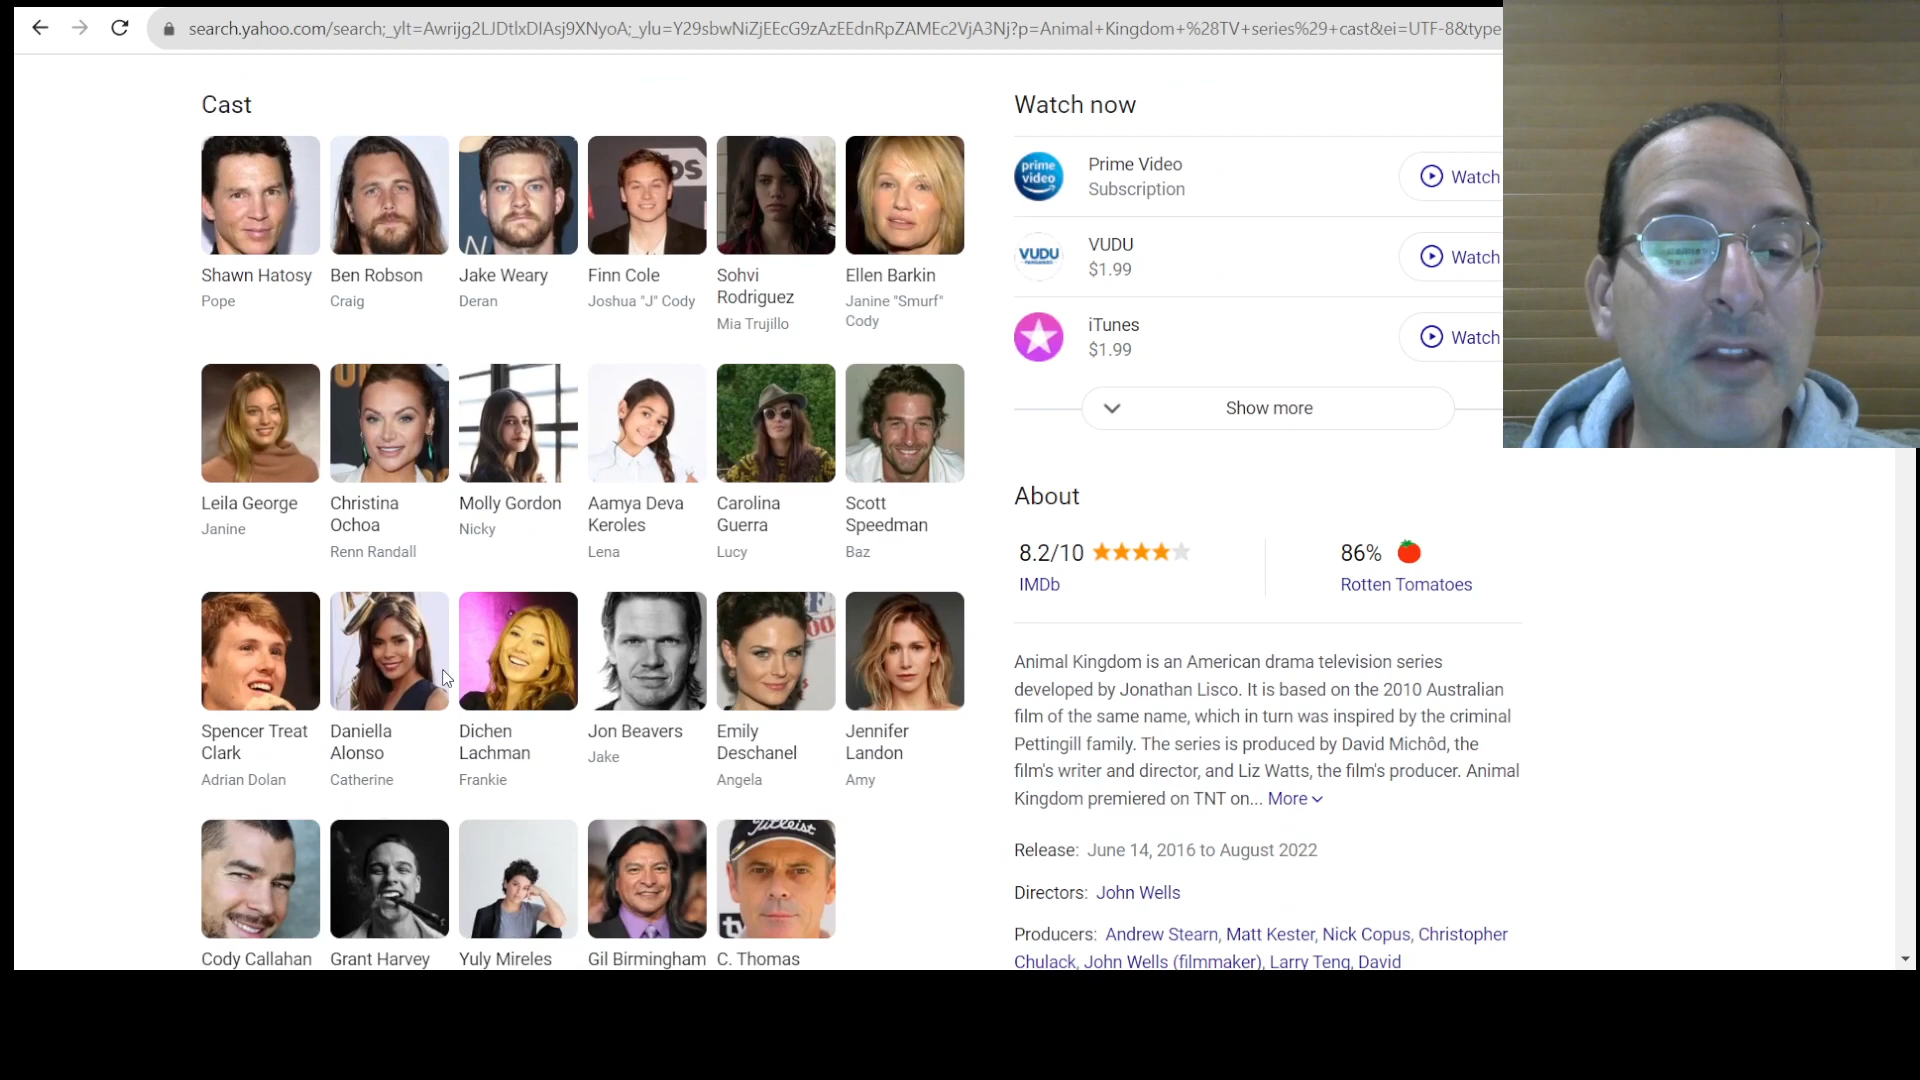 search.yahoo.com/search;_ylt=Awrijg2LJDtlxDIAsj9XNyoA;_ylu=Y29sbwNiZjEEcG9zAzEEdnRpZAMEc2VjA3Nj?p=Animal+Kingdom+%28TV+series%29+cast&ei=UTF-8&type
Cast
Shawn Hatosy
Pope
Ben Robson
Craig
Jake Weary
Deran
Finn Cole
Joshua "J" Cody
Sohvi
Rodriguez
Mia Trujillo
Ellen Barkin
Janine "Smurf"
Cody
Leila George
Janine
Christina
Ochoa
Renn Randall
Molly Gordon
Nicky
Aamya Deva
Keroles
Lena
Carolina
Guerra
Lucy
Scott
Speedman
Baz
Spencer Treat
Clark
Adrian Dolan
Daniella
Alonso
Catherine
Dichen
Lachman
Frankie
Jon Beavers
Jake
Emily
Deschanel
Angela
Jennifer
Landon
Amy
Titleist
Cody Callahan
Grant Harvey
Yuly Mireles
Gil Birmingham
C. Thomas
Watch now
prime
video
Prime Video
Subscription
Watch
VUDU
VUDU
$1.99
Watch
iTunes
$1.99
Watch
Show more
About
8.2/10
IMDb
86%
Rotten Tomatoes
Animal Kingdom is an American drama television series
developed by Jonathan Lisco. It is based on the 2010 Australian
film of the same name, which in turn was inspired by the criminal
Pettingill family. The series is produced by David Michôd, the
film's writer and director, and Liz Watts, the film's producer. Animal
Kingdom premiered on TNT on... More
Release: June 14, 2016 to August 2022
Directors: John Wells
Producers: Andrew Stearn, Matt Kester, Nick Copus, Christopher
Chulack, John Wells (filmmaker), Larry Teng, David